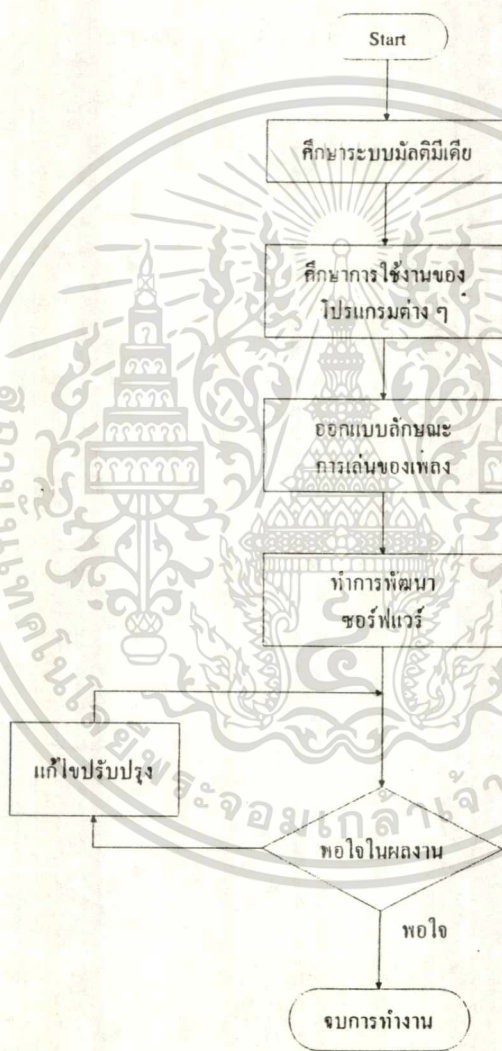 Start
ศึกษาระบบมัลติมีเดีย
ศึกษาการใช้งานของ
โปรแกรมต่าง ๆ
ออกแบบลักษณะ
การเล่นของเพลง
ทำการพัฒนา
ซอร์ฟแวร์
แก้ไขปรับปรุง
พอใจในผลงาน
พอใจ
จบการทำงาน